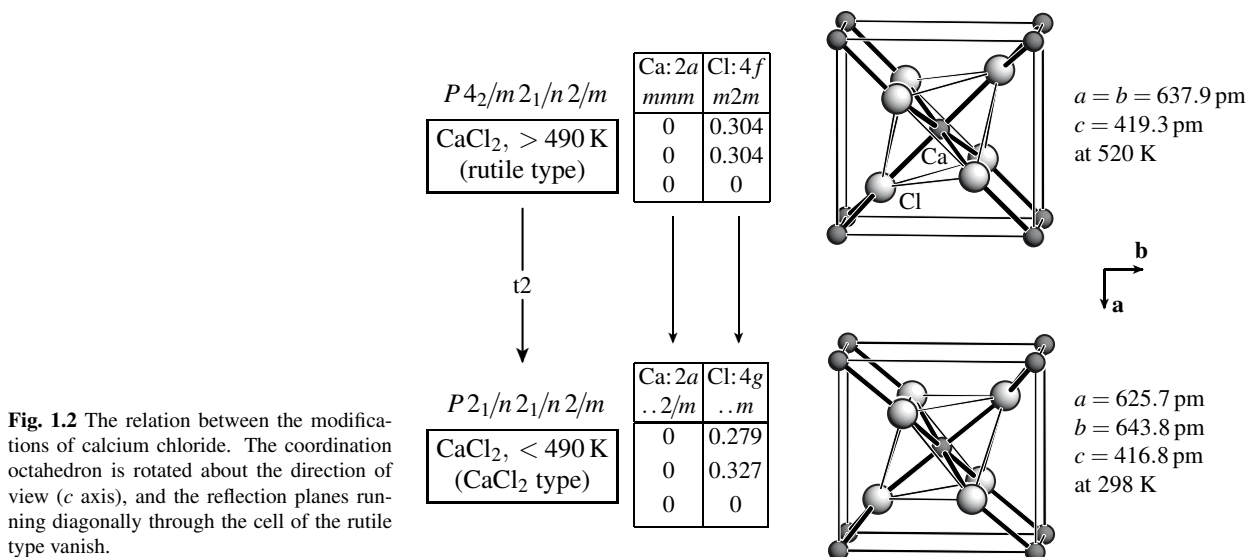 P 4₂/m 2₁/n 2/m
CaCl₂, > 490 K
(rutile type)
Ca: 2a Cl: 4f
mmm m2m
0 0.304
0 0.304
0 0
Ca
Cl
a = b = 637.9 pm
c = 419.3 pm
at 520 K
t2
b
a
P 2₁/n 2₁/n 2/m
CaCl₂, < 490 K
(CaCl₂ type)
Ca: 2a Cl: 4g
. . 2/m . . m
0 0.279
0 0.327
0 0
a = 625.7 pm
b = 643.8 pm
c = 416.8 pm
at 298 K
Fig. 1.2 The relation between the modifica-
tions of calcium chloride. The coordination
octahedron is rotated about the direction of
view (c axis), and the reflection planes run-
ning diagonally through the cell of the rutile
type vanish.